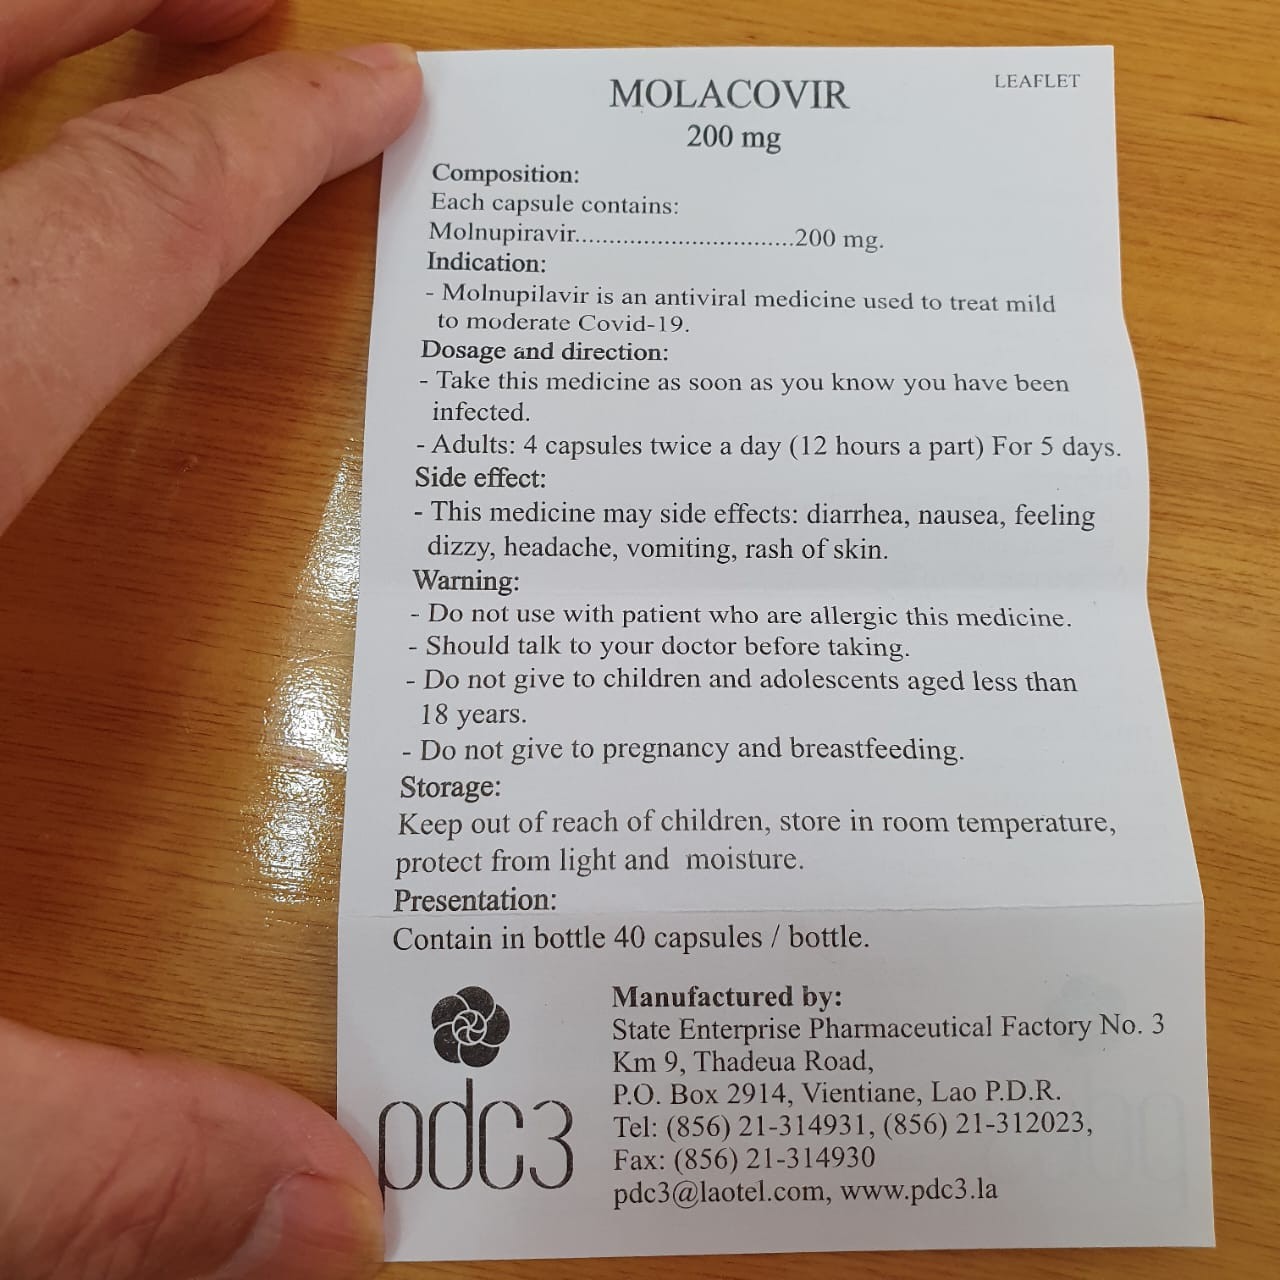 LEAFLET
MOLACOVIR
200 mg
Composition:
Each capsule contains:
Molnupiravir................................200 mg.
Indication:
- Molnupilavir is an antiviral medicine used to treat mild
to moderate Covid-19.
Dosage and direction:
- Take this medicine as soon as you know you have been
infected.
- Adults: 4 capsules twice a day (12 hours a part) For 5 days.
Side effect:
- This medicine may side effects: diarrhea, nausea, feeling
dizzy, headache, vomiting, rash of skin.
Warning:
- Do not use with patient who are allergic this medicine.
- Should talk to your doctor before taking.
- Do not give to children and adolescents aged less than
18 years.
- Do not give to pregnancy and breastfeeding.
Storage:
Keep out of reach of children, store in room temperature,
protect from light and moisture.
Presentation:
Contain in bottle 40 capsules / bottle.
pdc3
Manufactured by:
State Enterprise Pharmaceutical Factory No. 3
Km 9, Thadeua Road,
P.O. Box 2914, Vientiane, Lao P.D.R.
Tel: (856) 21-314931, (856) 21-312023,
Fax: (856) 21-314930
pdc3@laotel.com, www.pdc3.la